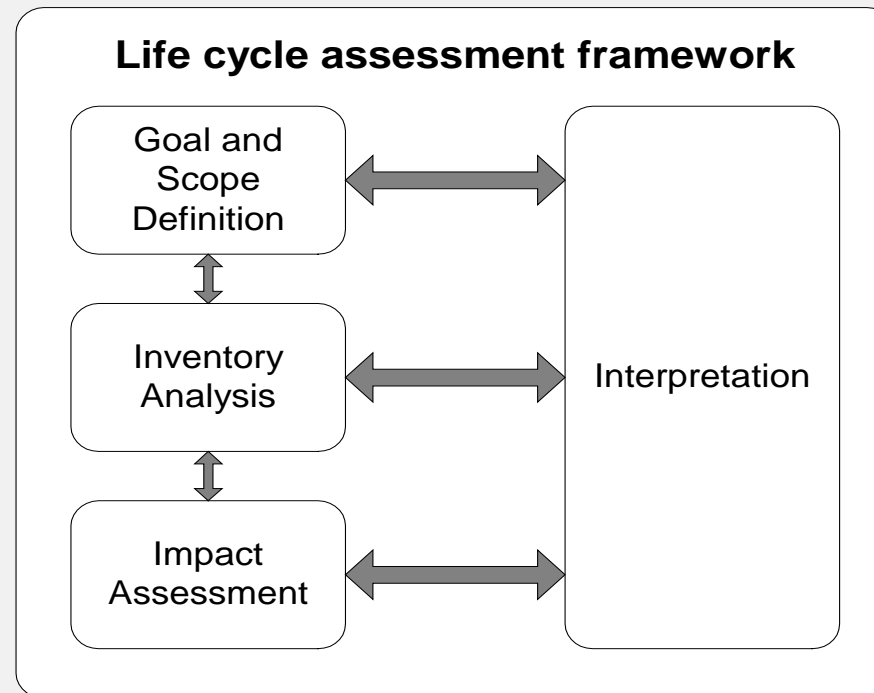 Life cycle assessment framework
Goal and
Scope
Definition
Inventory
Analysis
Interpretation
Impact
Assessment